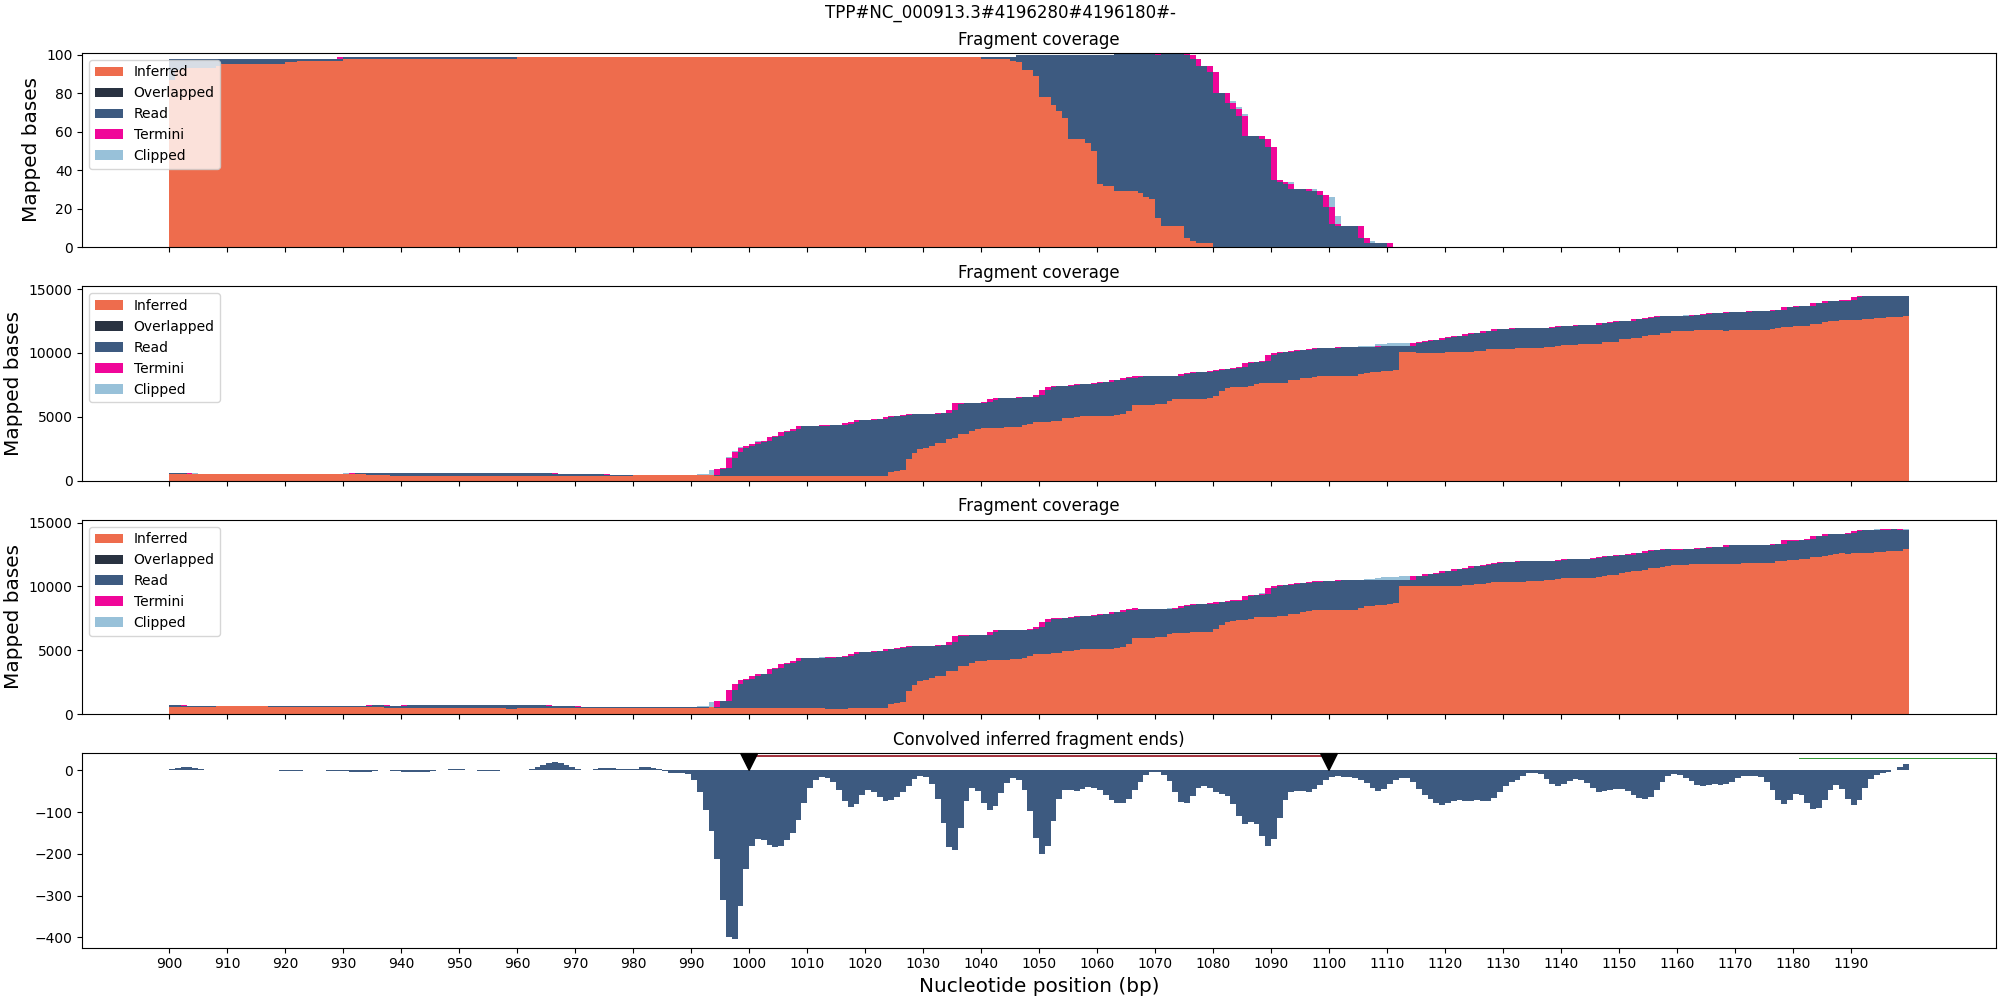 TPP#NC_000913.3#4196280#4196180#-
Fragment coverage
Mapped bases
100
80
60
40
20
0
Inferred
Overlapped
Read
Termini
Clipped
Fragment coverage
Mapped bases
15000
10000
5000
0
Inferred
Overlapped
Read
Termini
Clipped
Fragment coverage
Mapped bases
15000
10000
5000
0
Inferred
Overlapped
Read
Termini
Clipped
Convolved inferred fragment ends)
0
−100
−200
−300
−400
900 910 920 930 940 950 960 970 980 990 1000 1010 1020 1030 1040 1050 1060 1070 1080 1090 1100 1110 1120 1130 1140 1150 1160 1170 1180 1190
Nucleotide position (bp)